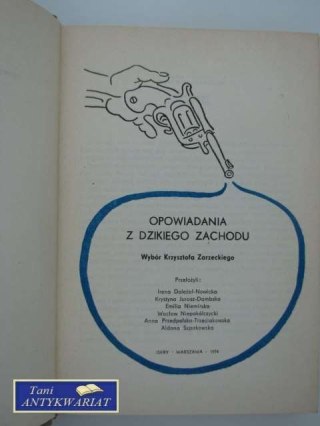 OPOWIADANIA
Z DZIKIEGO ZACHODU
Wybór Krzysztofa Zarzeckiego
Przełożyli:
Irena Doleżal-Nowicka
Krystyna Jurasz-Dambska
Emilia Niemirska
Wacław Niepokólczycki
Anna Przedpełska-Trzeciakowska
Aldona Szpakowska
ISKRY • WARSZAWA • 1974
Tani
ANTYKWARIAT